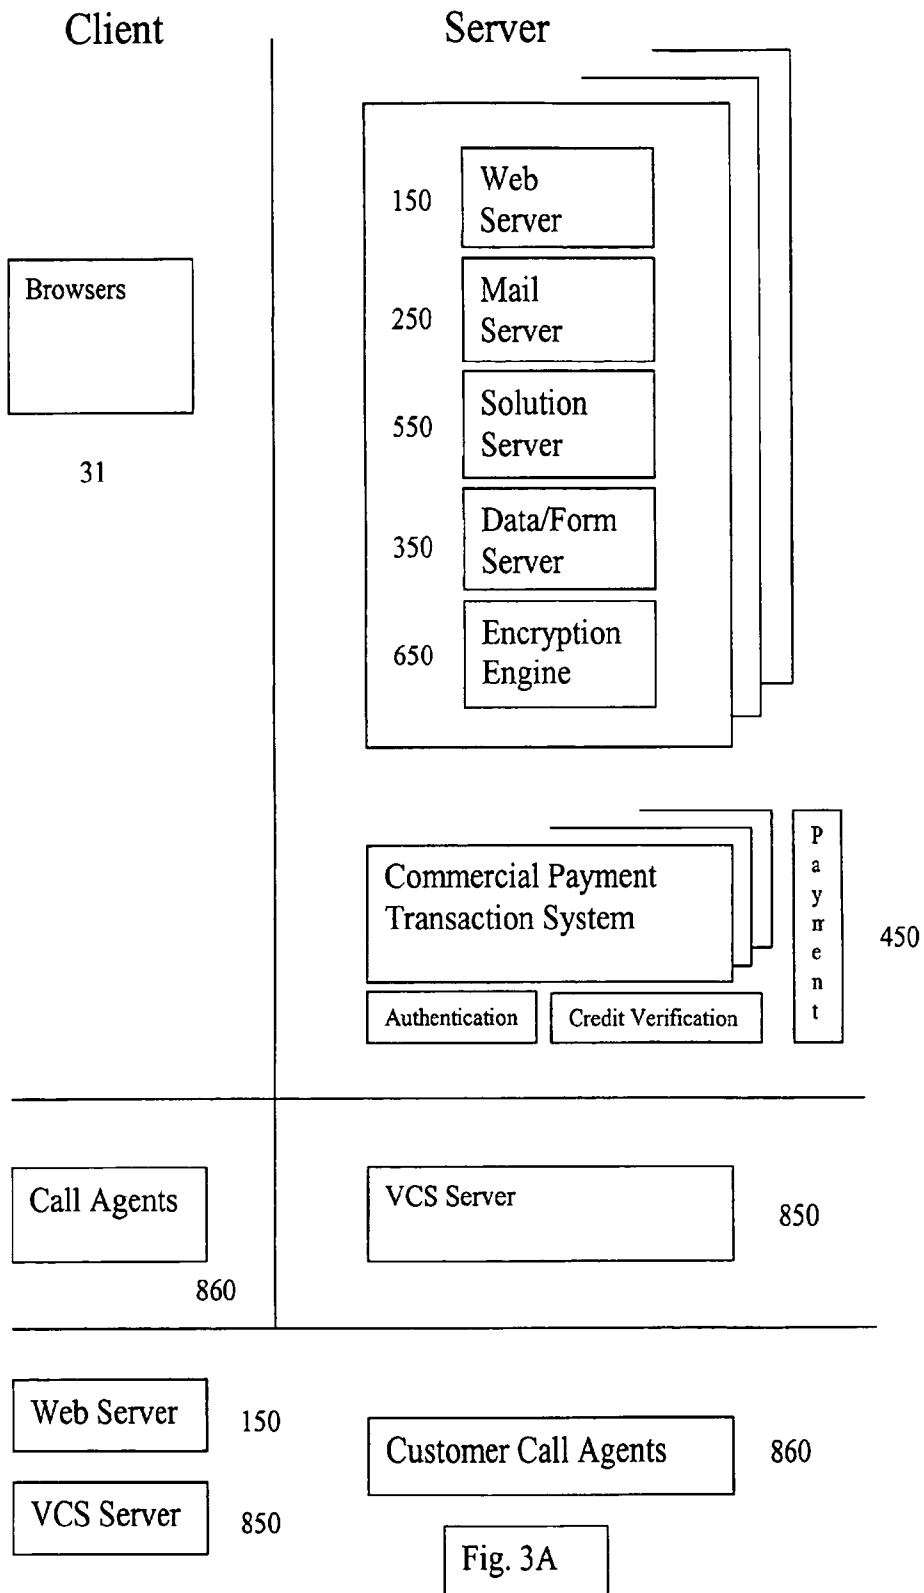 Client
Server
150
Web
Server
Browsers
250
Mail
Server
550
Solution
Server
31
350
Data/Form
Server
650
Encryption
Engine
Commercial Payment
Transaction System
Payment
450
Authentication
Credit Verification
Call Agents
860
VCS Server
850
Web Server
150
Customer Call Agents
860
VCS Server
850
Fig. 3A